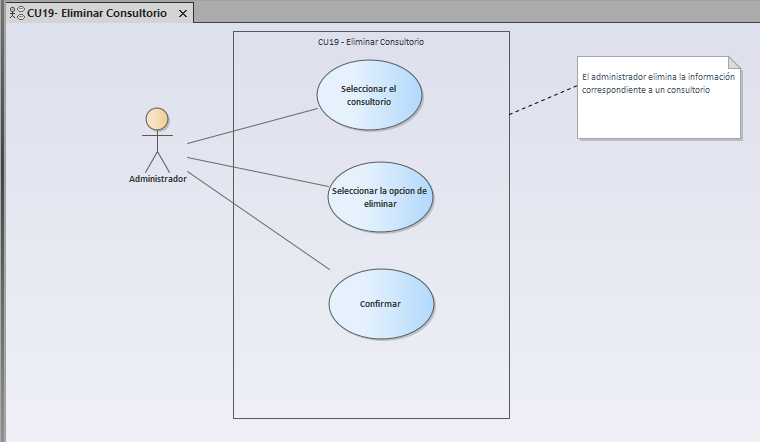 CU19- Eliminar Consultorio
CU19 - Eliminar Consultorio
Seleccionar el
consultorio
El administrador elimina la información
correspondiente a un consultorio
Administrador
Seleccionar la opcion de
eliminar
Confirmar